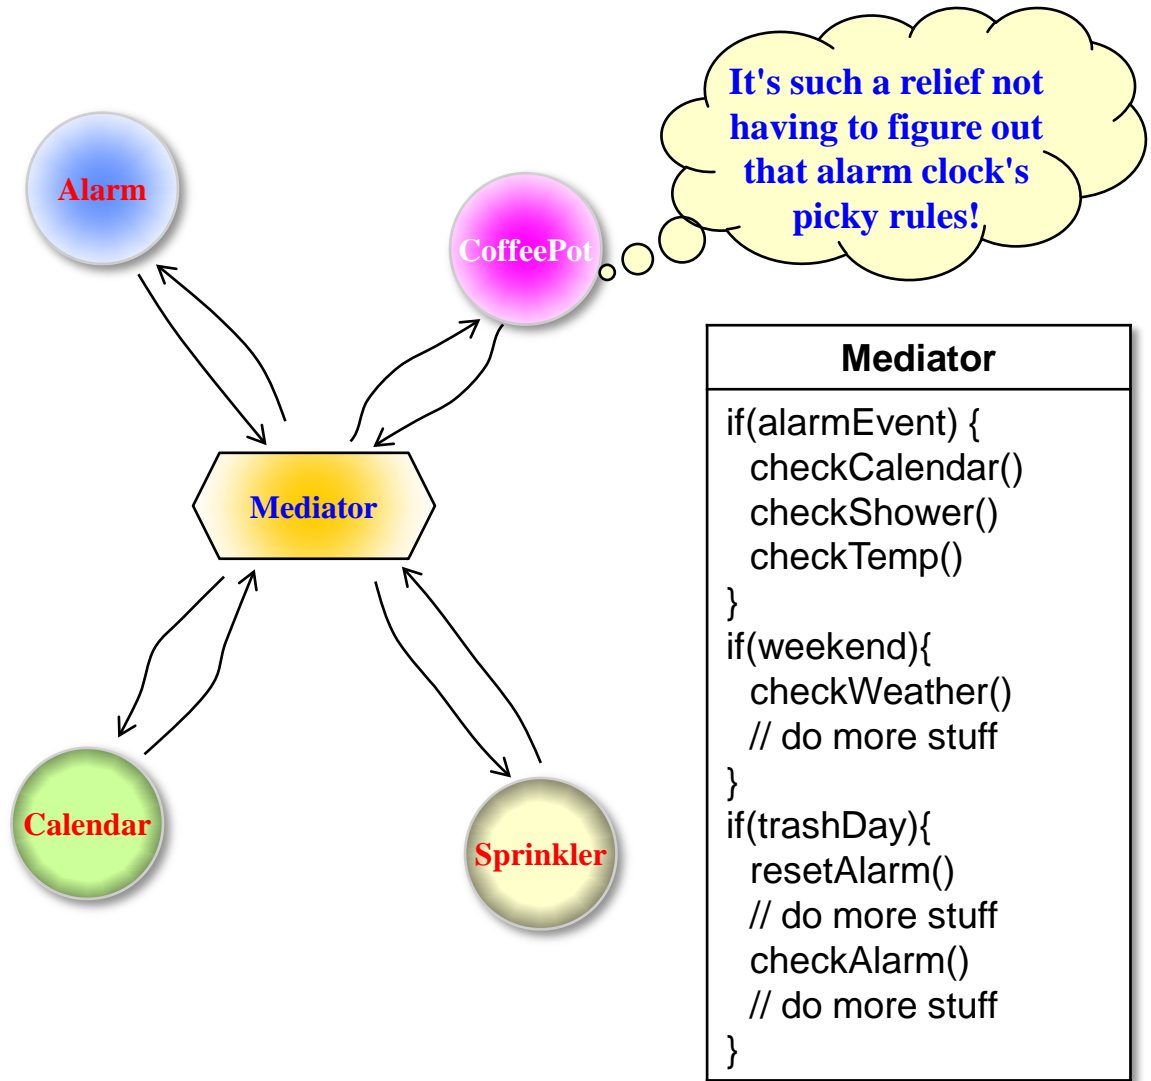 It's such a relief not
having to figure out
that alarm clock's
picky rules!
Alarm
CoffeePot
Mediator
Calendar
Sprinkler
Mediator
if(alarmEvent) {
checkCalendar()
checkShower()
checkTemp()
}
if(weekend){
checkWeather()
// do more stuff
}
if(trashDay){
resetAlarm()
// do more stuff
checkAlarm()
// do more stuff
}